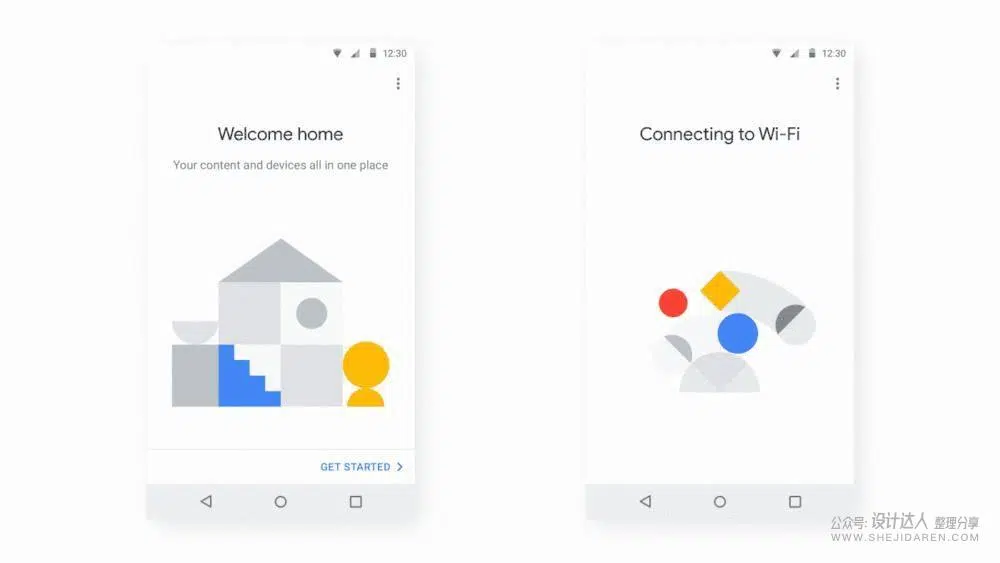 12:30
Welcome home
Your content and devices all in one place
GET STARTED
12:30
Connecting to Wi-Fi
公众号: 设计达人 整理分享
WWW.SHEJIDAREN.COM